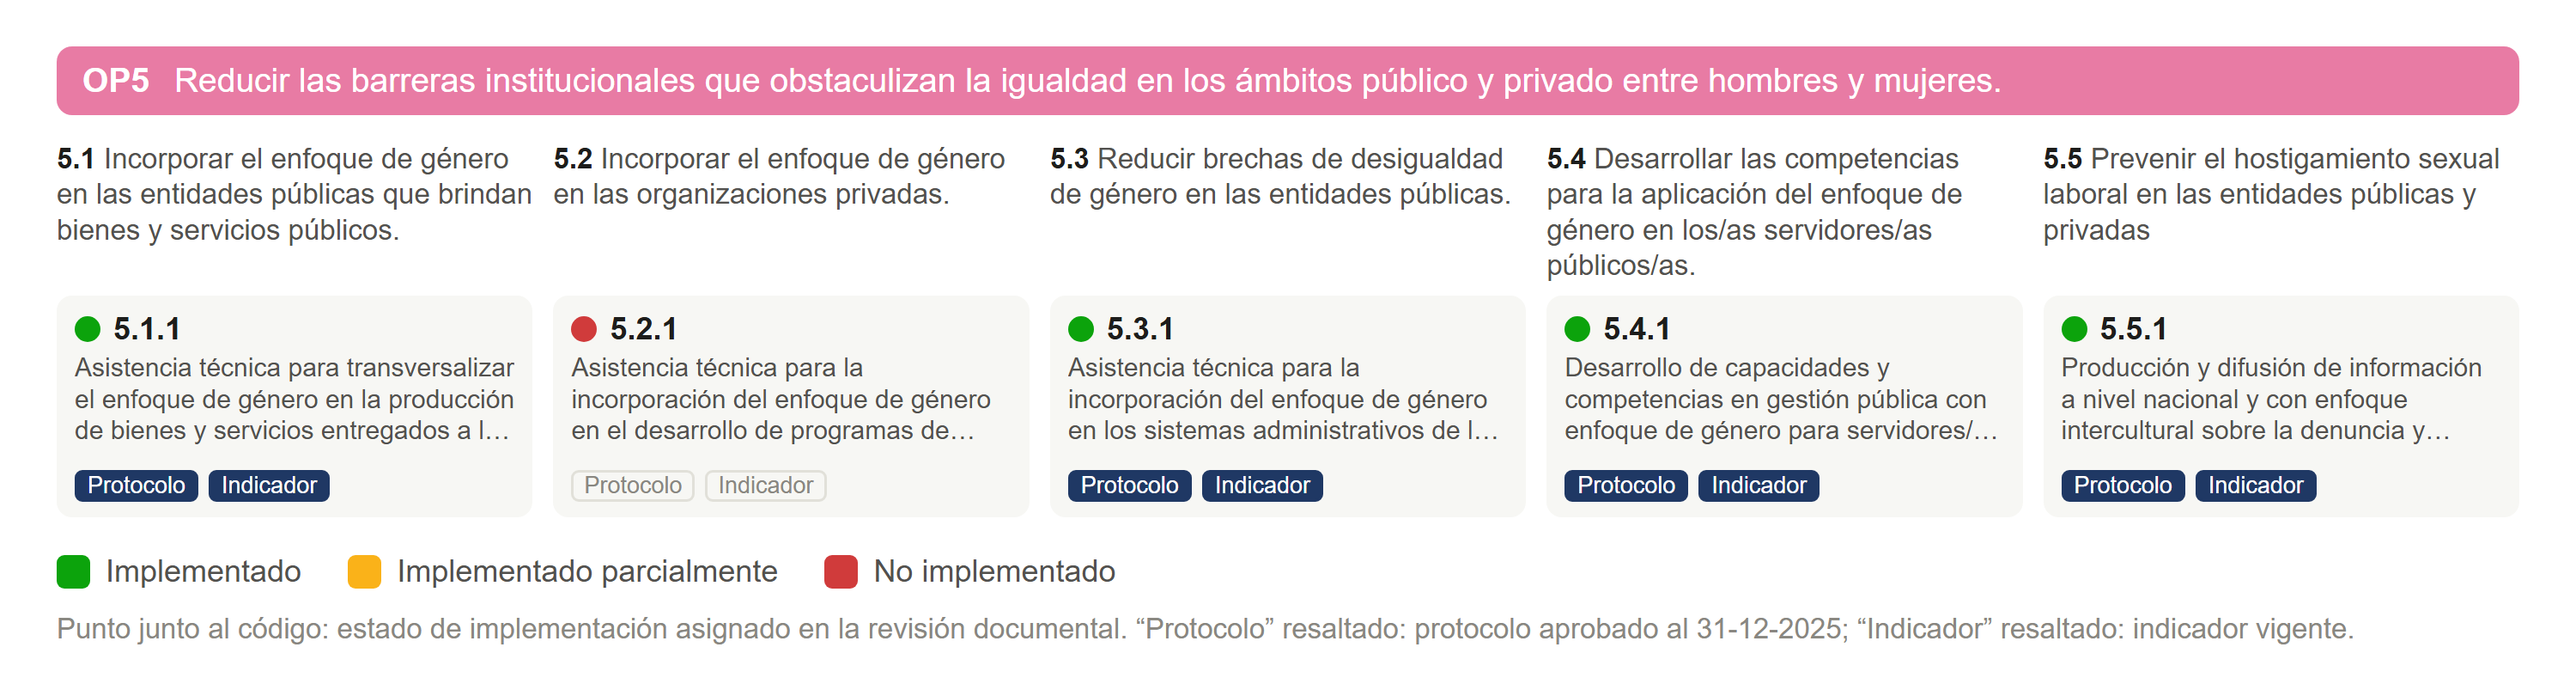 OP5 Reducir las barreras institucionales que obstaculizan la igualdad en los ámbitos público y privado entre hombres y mujeres.
5.1 Incorporar el enfoque de género
en las entidades públicas que brindan
bienes y servicios públicos.
5.2 Incorporar el enfoque de género
en las organizaciones privadas.
5.3 Reducir brechas de desigualdad
de género en las entidades públicas.
5.4 Desarrollar las competencias
para la aplicación del enfoque de
género en los/as servidores/as
públicos/as.
5.5 Prevenir el hostigamiento sexual
laboral en las entidades públicas y
privadas
5.1.1
Asistencia técnica para transversalizar
el enfoque de género en la producción
de bienes y servicios entregados a l…
Protocolo Indicador
5.2.1
Asistencia técnica para la
incorporación del enfoque de género
en el desarrollo de programas de…
Protocolo Indicador
5.3.1
Asistencia técnica para la
incorporación del enfoque de género
en los sistemas administrativos de l…
Protocolo Indicador
5.4.1
Desarrollo de capacidades y
competencias en gestión pública con
enfoque de género para servidores/…
Protocolo Indicador
5.5.1
Producción y difusión de información
a nivel nacional y con enfoque
intercultural sobre la denuncia y…
Protocolo Indicador
Implementado Implementado parcialmente No implementado
Punto junto al código: estado de implementación asignado en la revisión documental. “Protocolo” resaltado: protocolo aprobado al 31-12-2025; “Indicador” resaltado: indicador vigente.